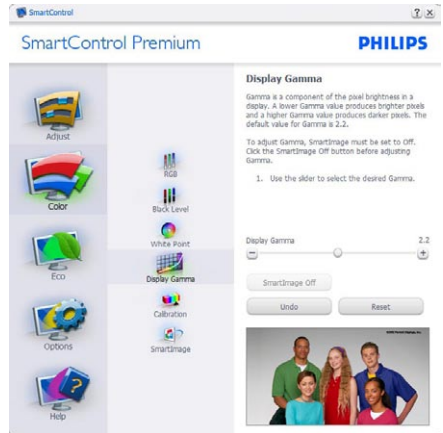 SmartControl
? x
SmartControl Premium
PHILIPS
Adjust
Color
Eco
Options
Help
RGB
Black Level
White Point
Display Gamma
Calibration
SmartImage
Display Gamma
Gamma is a component of the pixel brightness in a
display. A lower Gamma value produces brighter pixels
and a higher Gamma value produces darker pixels. The
default value for Gamma is 2.2.
To adjust Gamma, SmartImage must be set to Off.
Click the SmartImage Off button before adjusting
Gamma.
1. Use the slider to select the desired Gamma.
Display Gamma 2.2
- +
SmartImage Off
Undo Reset